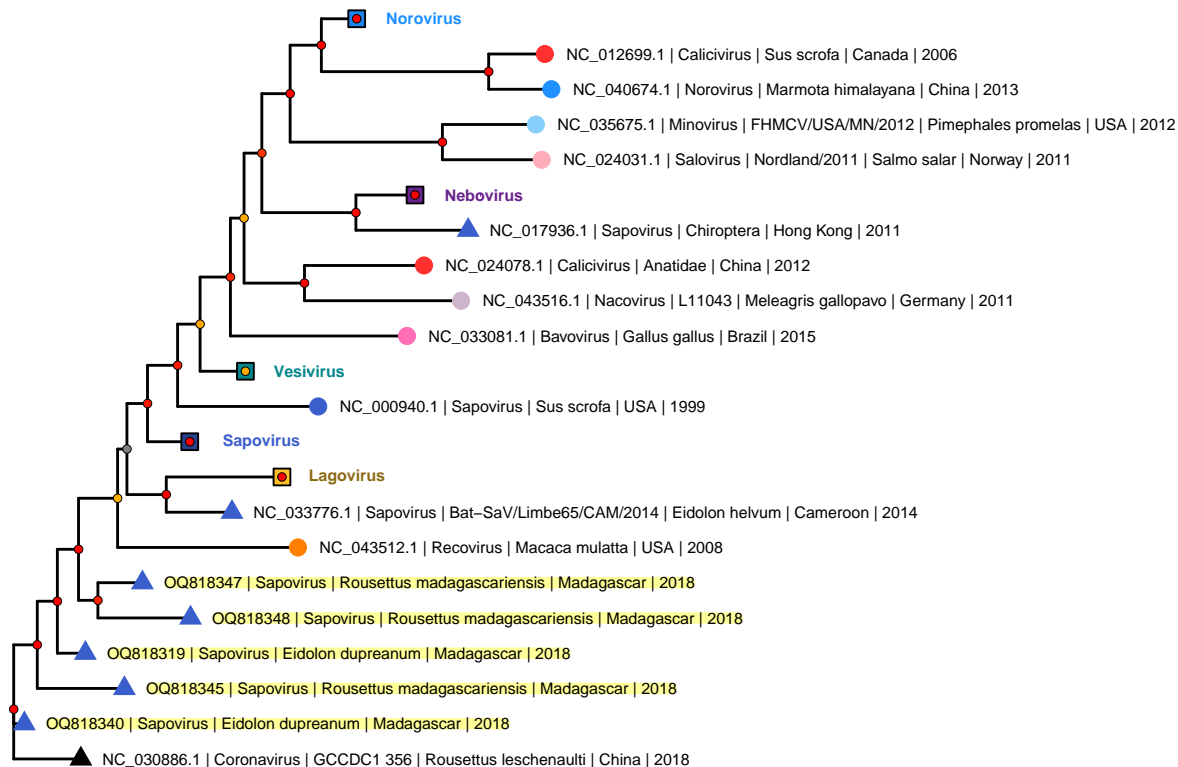 Norovirus
NC_012699.1 | Calicivirus | Sus scrofa | Canada | 2006
NC_040674.1 | Norovirus | Marmota himalayana | China | 2013
NC_035675.1 | Minovirus | FHMCV/USA/MN/2012 | Pimephales promelas | USA | 2012
NC_024031.1 | Salovirus | Nordland/2011 | Salmo salar | Norway | 2011
Nebovirus
NC_017936.1 | Sapovirus | Chiroptera | Hong Kong | 2011
NC_024078.1 | Calicivirus | Anatidae | China | 2012
NC_043516.1 | Nacovirus | L11043 | Meleagris gallopavo | Germany | 2011
NC_033081.1 | Bavovirus | Gallus gallus | Brazil | 2015
Vesivirus
NC_000940.1 | Sapovirus | Sus scrofa | USA | 1999
Sapovirus
Lagovirus
NC_033776.1 | Sapovirus | Bat−SaV/Limbe65/CAM/2014 | Eidolon helvum | Cameroon | 2014
NC_043512.1 | Recovirus | Macaca mulatta | USA | 2008
OQ818347 | Sapovirus | Rousettus madagascariensis | Madagascar | 2018
OQ818348 | Sapovirus | Rousettus madagascariensis | Madagascar | 2018
OQ818319 | Sapovirus | Eidolon dupreanum | Madagascar | 2018
OQ818345 | Sapovirus | Rousettus madagascariensis | Madagascar | 2018
OQ818340 | Sapovirus | Eidolon dupreanum | Madagascar | 2018
NC_030886.1 | Coronavirus | GCCDC1 356 | Rousettus leschenaulti | China | 2018